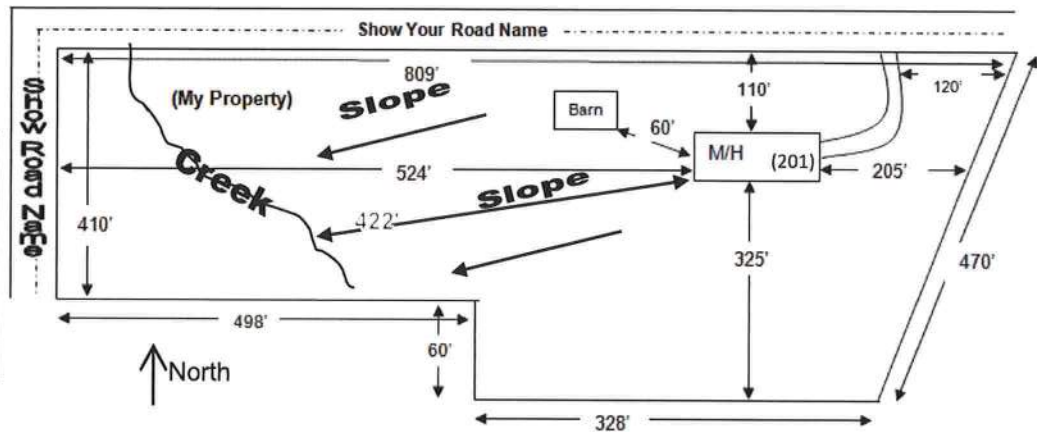 Show Your Road Name
Show Road Name
809'
(My Property)
Slope
Barn
110'
120'
60'
M/H
(201)
Creek
524'
Slope
205'
422'
410'
325'
470'
498'
60'
North
328'